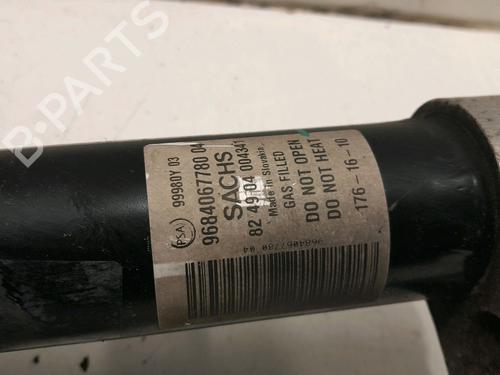 PSA 99980Y 03
9684067780 04
SACHS
82 4904 004341
Made in Slovakia
GAS FILLED
DO NOT OPEN
DO NOT HEAT
176-16-10
9684067780 04
B-PARTS